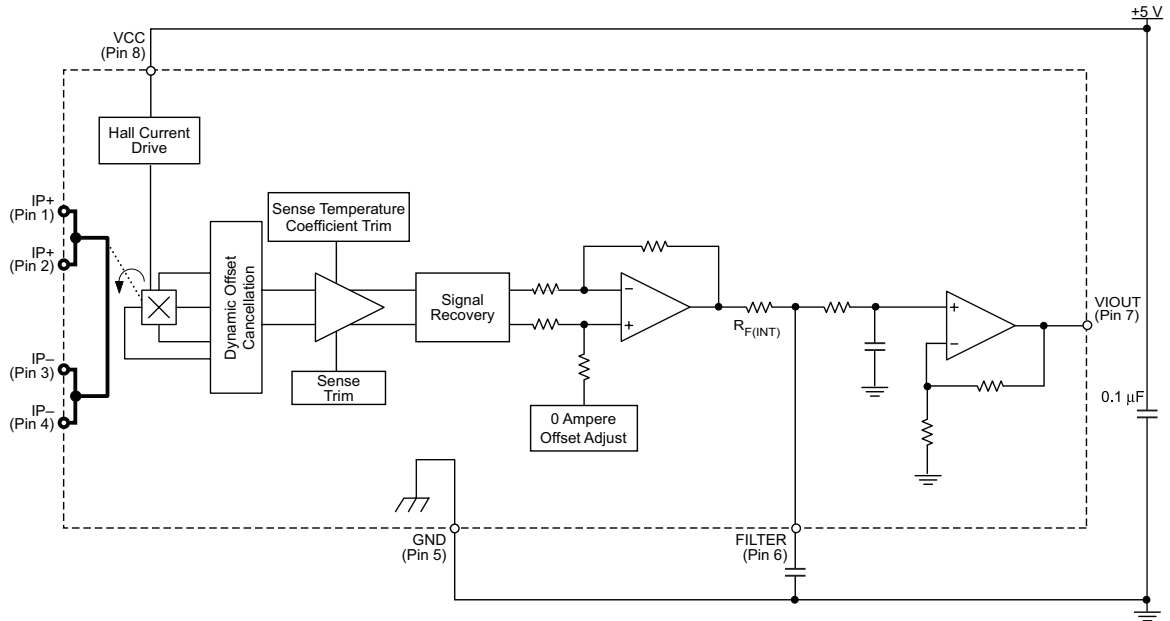 +5 V
VCC
(Pin 8)
Hall Current
Drive
IP+
(Pin 1)
IP+
(Pin 2)
IP–
(Pin 3)
IP–
(Pin 4)
Dynamic Offset
Cancellation
Sense Temperature
Coefficient Trim
Sense
Trim
Signal
Recovery
0 Ampere
Offset Adjust
−
+
RF(INT)
+
−
VIOUT
(Pin 7)
0.1 μF
GND
(Pin 5)
FILTER
(Pin 6)